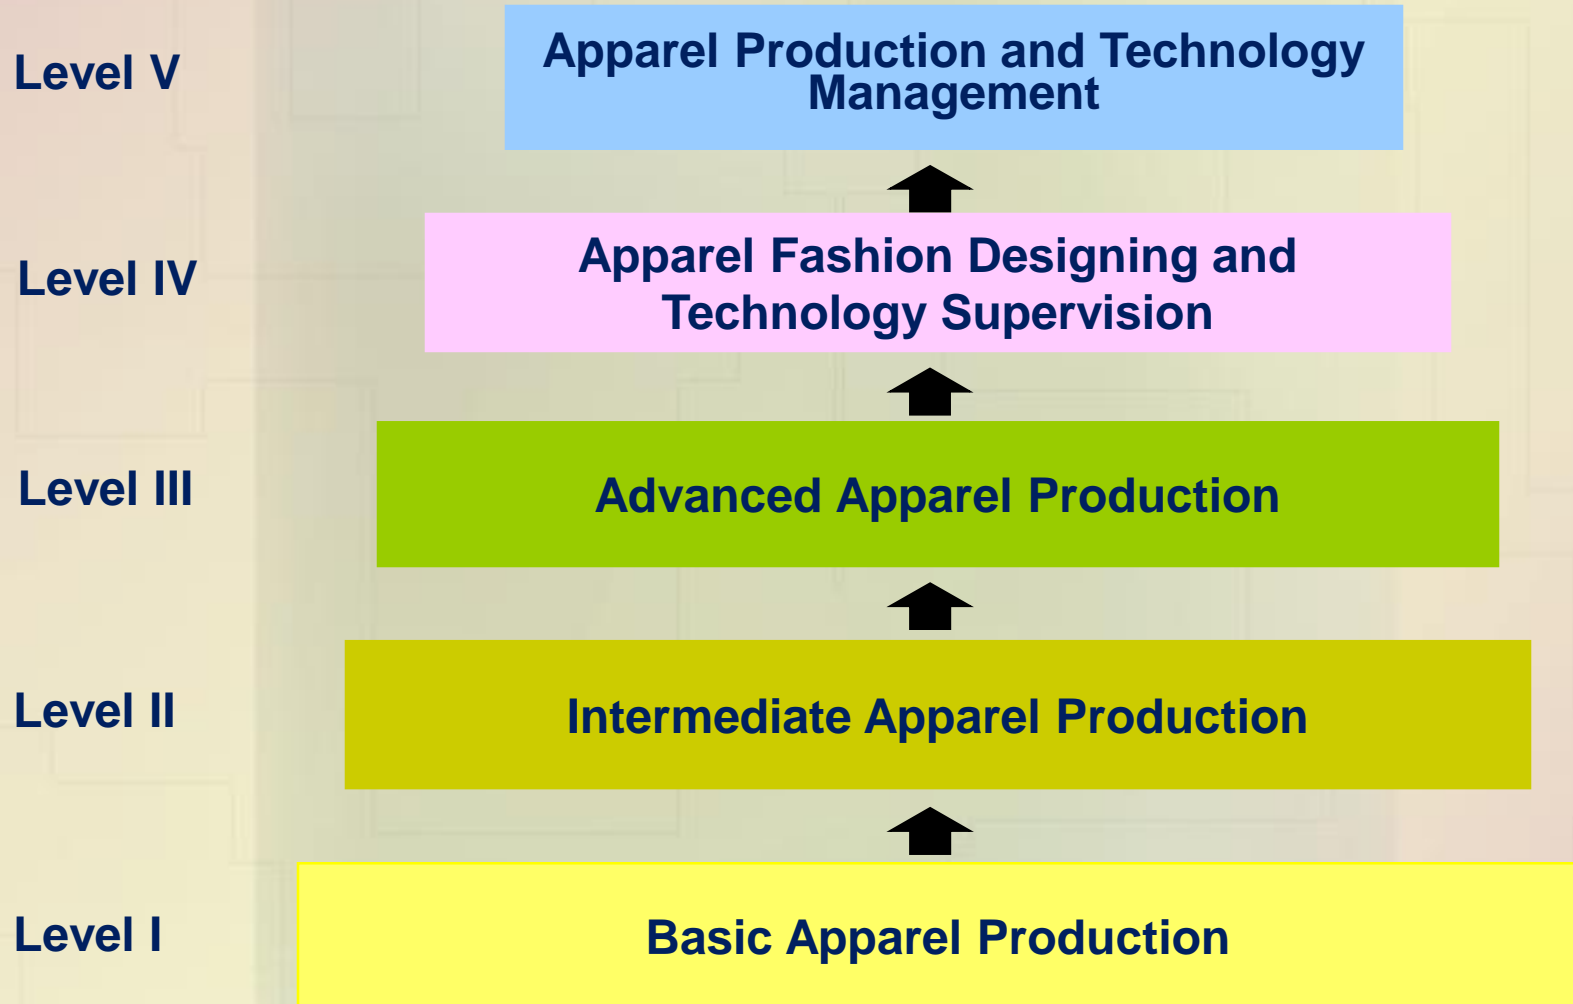 Level V
Apparel Production and Technology
Management
Level IV
Apparel Fashion Designing and
Technology Supervision
Level III
Advanced Apparel Production
Level II
Intermediate Apparel Production
Level I
Basic Apparel Production